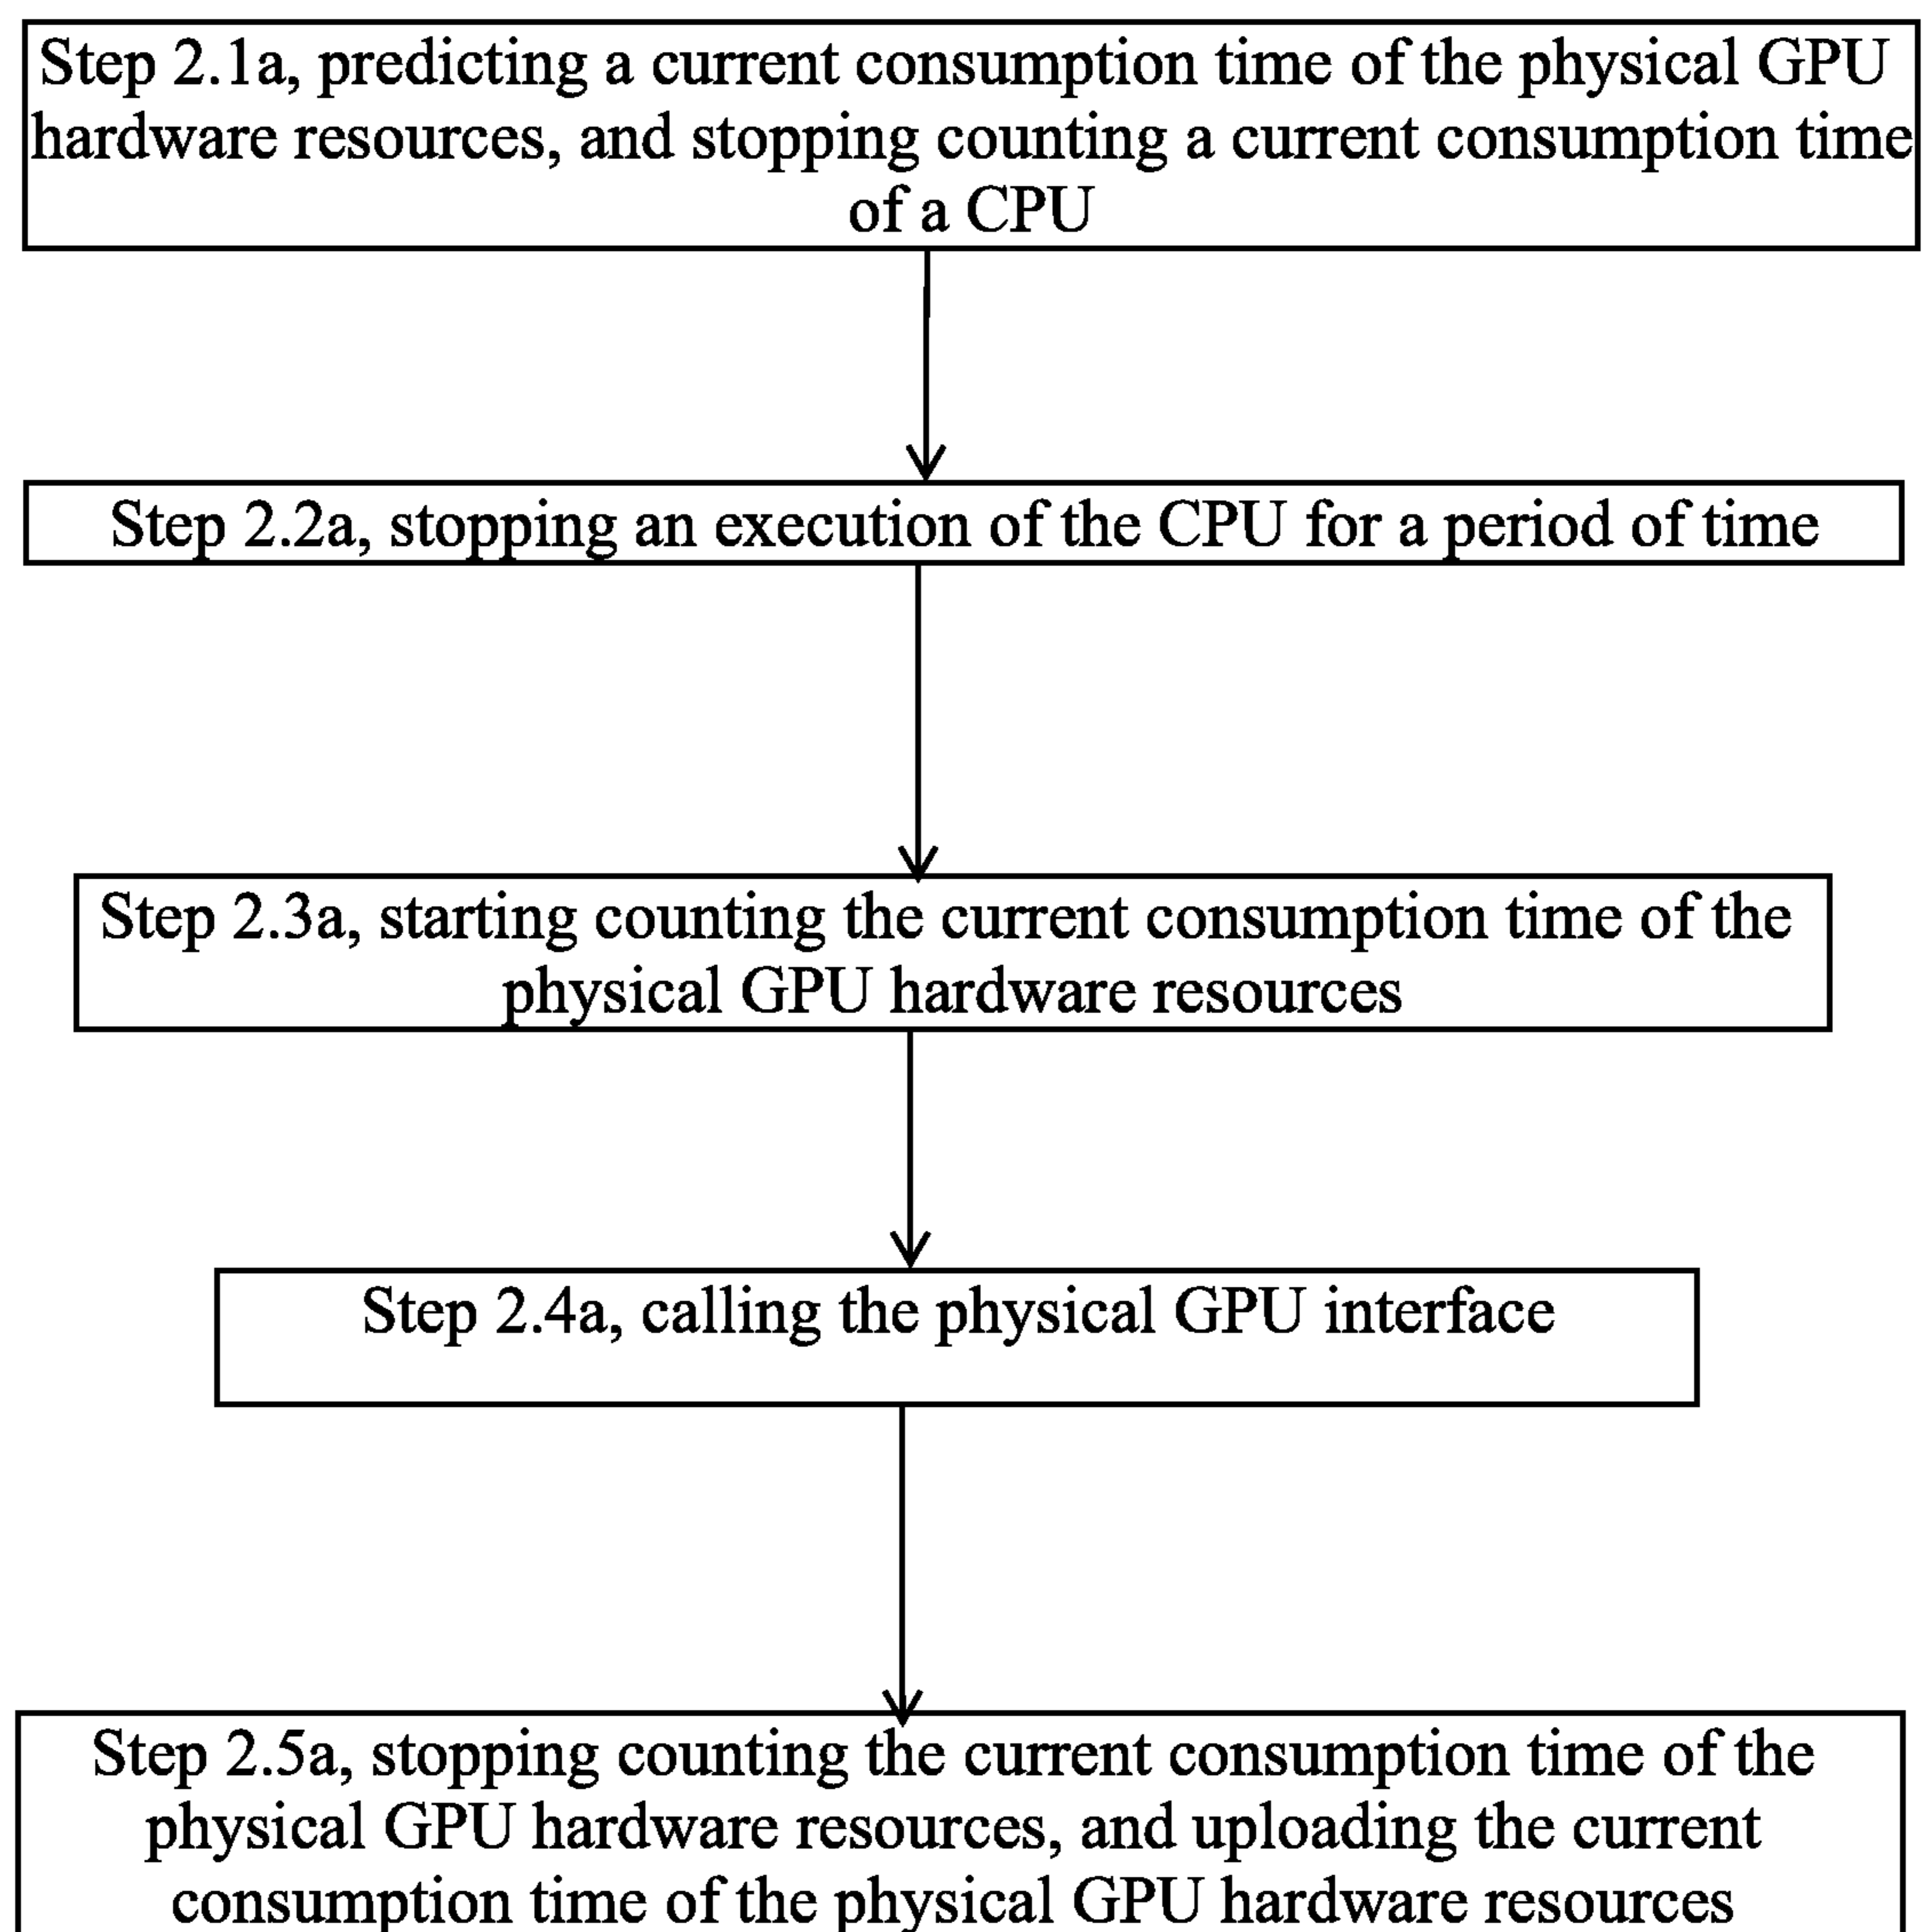 Step 2.1a, predicting a current consumption time of the physical GPU
hardware resources, and stopping counting a current consumption time
of a CPU
Step 2.2a, stopping an execution of the CPU for a period of time
Step 2.3a, starting counting the current consumption time of the
physical GPU hardware resources
Step 2.4a, calling the physical GPU interface
Step 2.5a, stopping counting the current consumption time of the
physical GPU hardware resources, and uploading the current
consumption time of the physical GPU hardware resources